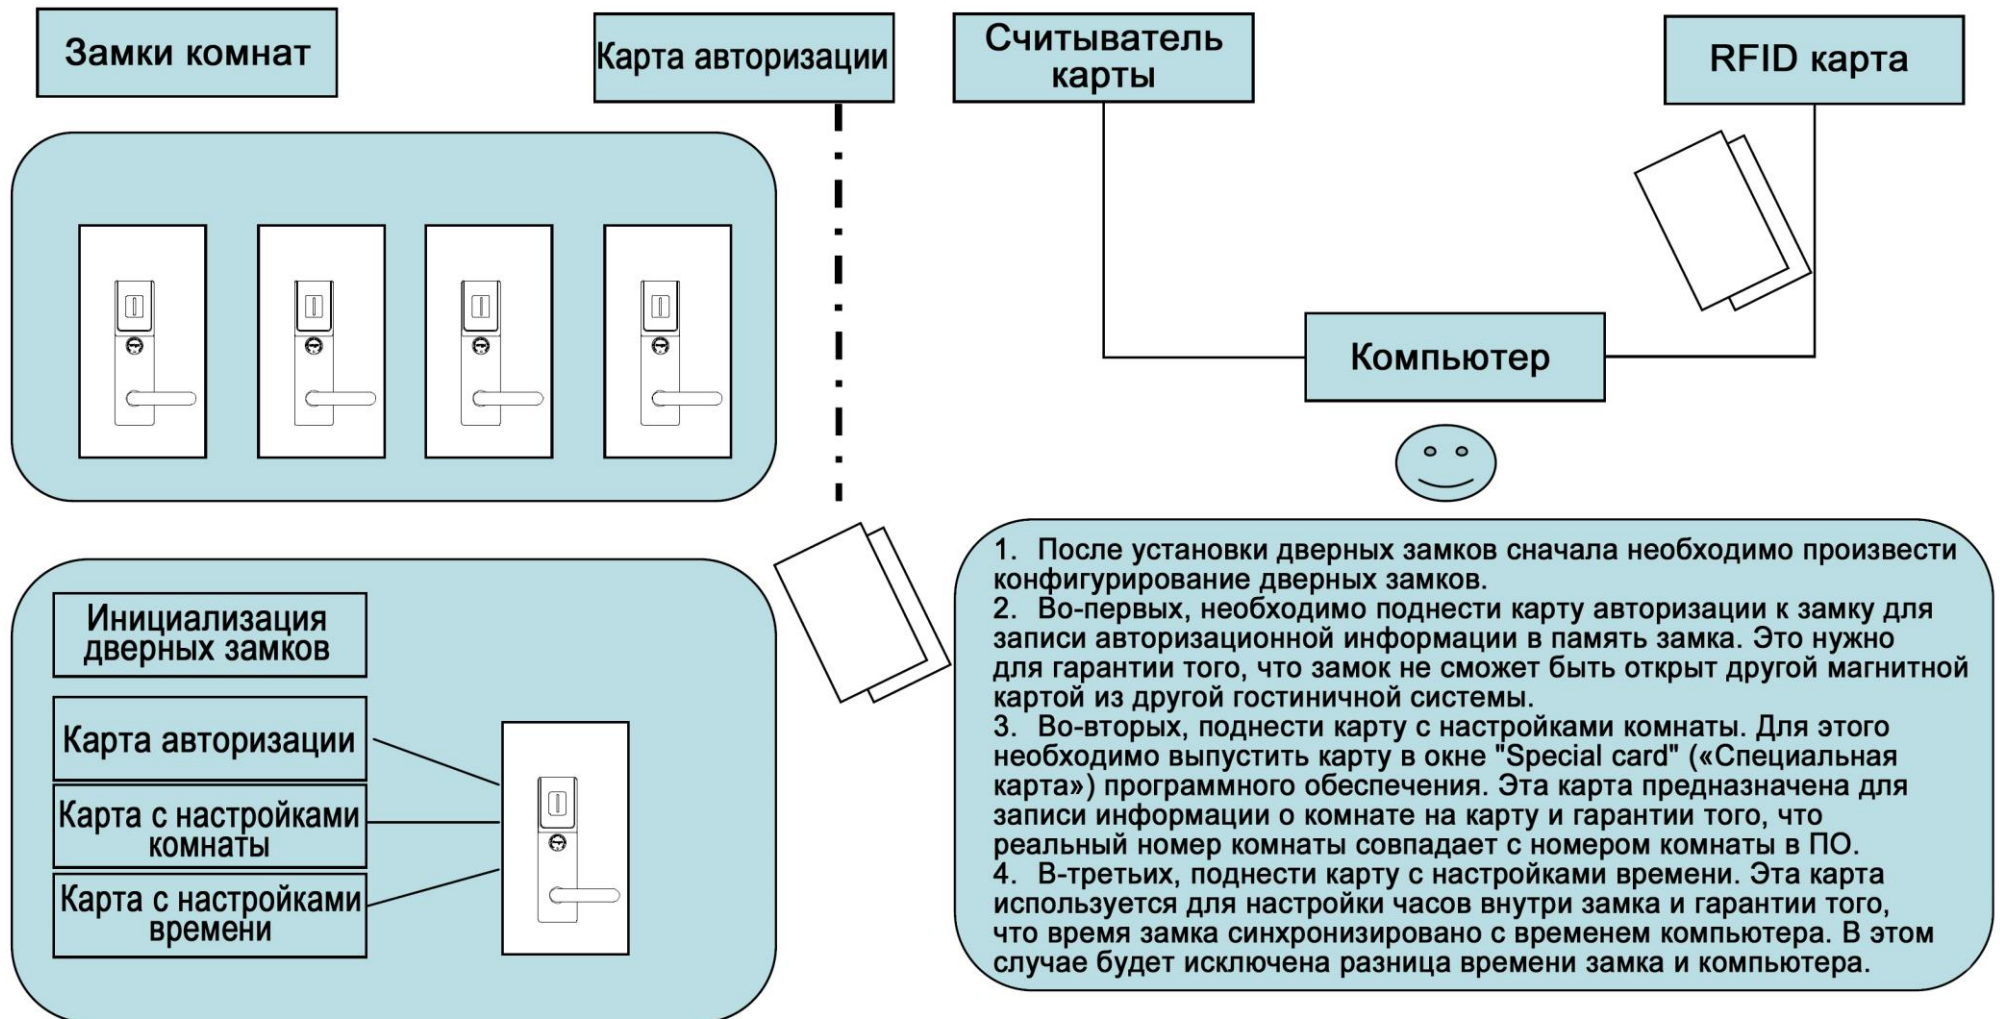 Замки комнат
Карта авторизации
Считыватель
карты
RFID карта
Компьютер
Инициализация
дверных замков
Карта авторизации
Карта с настройками
комнаты
Карта с настройками
времени
1. После установки дверных замков сначала необходимо произвести
конфигурирование дверных замков.
2. Во-первых, необходимо поднести карту авторизации к замку для
записи авторизационной информации в память замка. Это нужно
для гарантии того, что замок не сможет быть открыт другой магнитной
картой из другой гостиничной системы.
3. Во-вторых, поднести карту с настройками комнаты. Для этого
необходимо выпустить карту в окне "Special card" («Специальная
карта») программного обеспечения. Эта карта предназначена для
записи информации о комнате на карту и гарантии того, что
реальный номер комнаты совпадает с номером комнаты в ПО.
4. В-третьих, поднести карту с настройками времени. Эта карта
используется для настройки часов внутри замка и гарантии того,
что время замка синхронизировано с временем компьютера. В этом
случае будет исключена разница времени замка и компьютера.